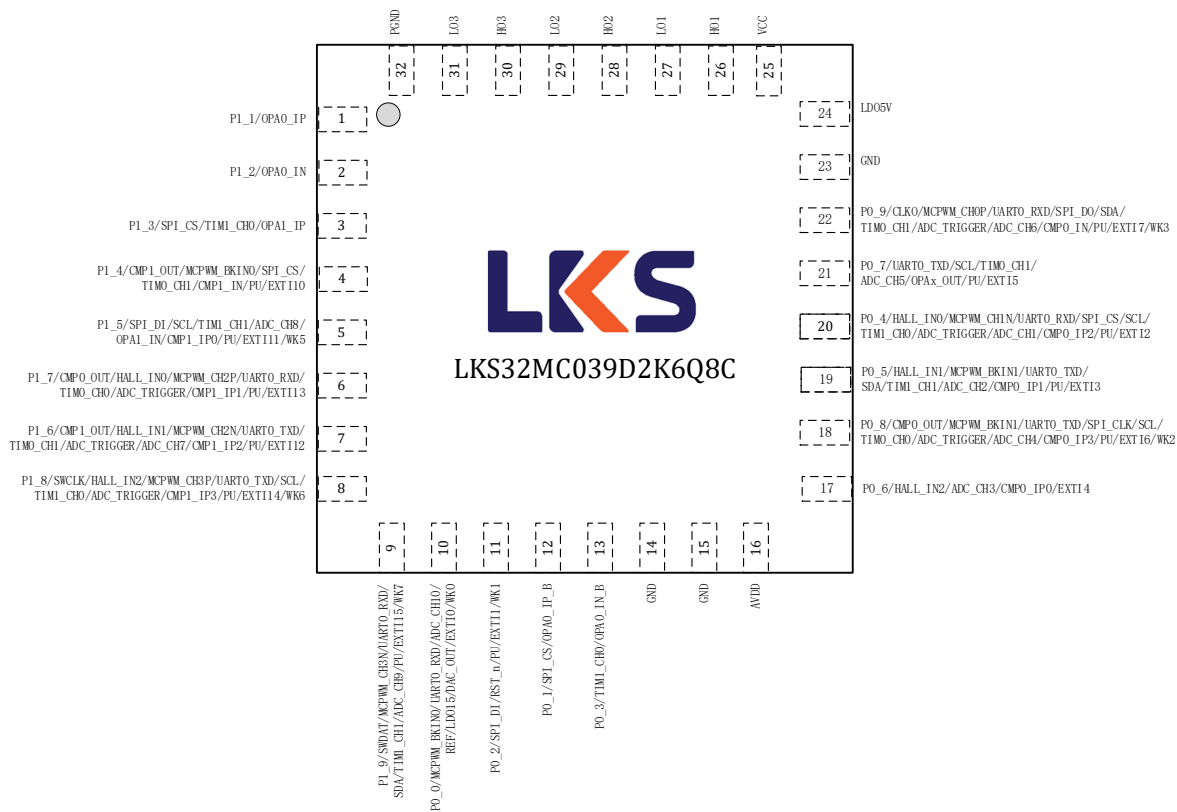 PGND
LO3
HO3
LO2
HO2
LO1
HO1
VCC
32
31
30
29
28
27
26
25
P1_1/OPA0_IP
1
P1_2/OPA0_IN
2
P1_3/SPI_CS/TIM1_CH0/OPA1_IP
3
P1_4/CMP1_OUT/MCPWM_BKIN0/SPI_CS/
TIM0_CH1/CMP1_IN/PU/EXTI10
4
P1_5/SPI_DI/SCL/TIM1_CH1/ADC_CH8/
OPA1_IN/CMP1_IP0/PU/EXTI11/WK5
5
P1_7/CMP0_OUT/HALL_IN0/MCPWM_CH2P/UART0_RXD/
TIM0_CH0/ADC_TRIGGER/CMP1_IP1/PU/EXTI13
6
P1_6/CMP1_OUT/HALL_IN1/MCPWM_CH2N/UART0_TXD/
TIM0_CH1/ADC_TRIGGER/ADC_CH7/CMP1_IP2/PU/EXTI12
7
P1_8/SWCLK/HALL_IN2/MCPWM_CH3P/UART0_TXD/SCL/
TIM1_CH0/ADC_TRIGGER/CMP1_IP3/PU/EXTI14/WK6
8
LKS
LKS32MC039D2K6Q8C
24
LDO5V
23
GND
22
P0_9/CLKO/MCPWM_CH0P/UART0_RXD/SPI_DO/SDA/
TIM0_CH1/ADC_TRIGGER/ADC_CH6/CMP0_IN/PU/EXTI7/WK3
21
P0_7/UART0_TXD/SCL/TIM0_CH1/
ADC_CH5/OPAx_OUT/PU/EXTI5
20
P0_4/HALL_IN0/MCPWM_CH1N/UART0_RXD/SPI_CS/SCL/
TIM1_CH0/ADC_TRIGGER/ADC_CH1/CMP0_IP2/PU/EXTI2
19
P0_5/HALL_IN1/MCPWM_BKIN1/UART0_TXD/
SDA/TIM1_CH1/ADC_CH2/CMP0_IP1/PU/EXTI3
18
P0_8/CMP0_OUT/MCPWM_BKIN1/UART0_TXD/SPI_CLK/SCL/
TIM0_CH0/ADC_TRIGGER/ADC_CH4/CMP0_IP3/PU/EXTI6/WK2
17
P0_6/HALL_IN2/ADC_CH3/CMP0_IP0/EXTI4
9
10
11
12
13
14
15
16
P1_9/SWDAT/MCPWM_CH3N/UART0_RXD/
SDA/TIM1_CH1/ADC_CH9/PU/EXTI15/WK7
P0_0/MCPWM_BKIN0/UART0_RXD/ADC_CH10/
REF/LDO15/DAC_OUT/EXTI0/WK0
P0_2/SPI_DI/RST_n/PU/EXTI1/WK1
P0_1/SPI_CS/OPA0_IP_B
P0_3/TIM1_CH0/OPA0_IN_B
GND
GND
AVDD